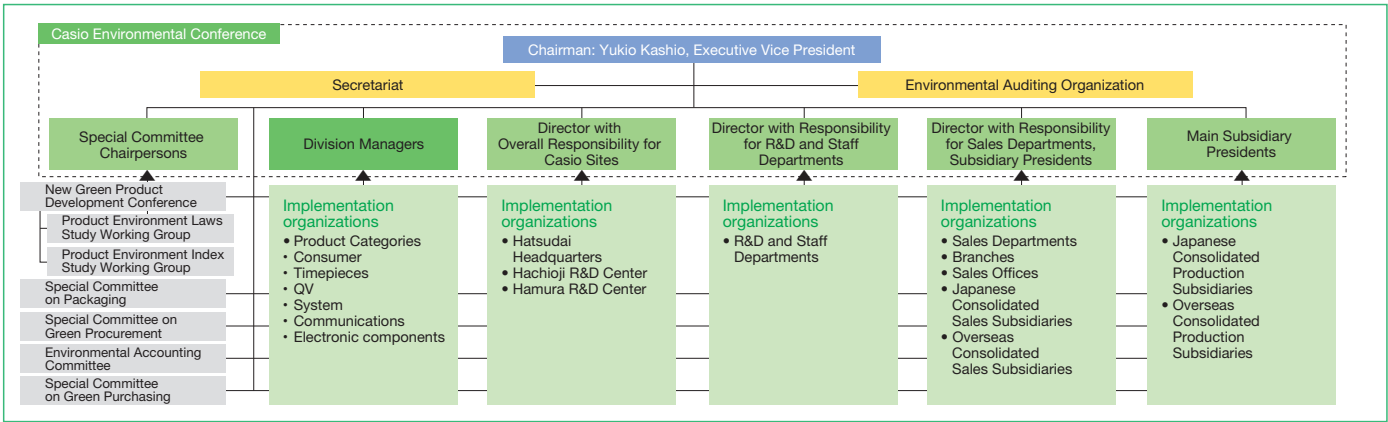 Casio Environmental Conference
Chairman: Yukio Kashio, Executive Vice President
Secretariat
Environmental Auditing Organization
Special Committee
Chairpersons
Division Managers
Director with
Overall Responsibility for
Casio Sites
Director with Responsibility
for R&D and Staff
Departments
Director with Responsibility
for Sales Departments,
Subsidiary Presidents
Main Subsidiary
Presidents
New Green Product
Development Conference
Product Environment Laws
Study Working Group
Product Environment Index
Study Working Group
Special Committee
on Packaging
Special Committee on
Green Procurement
Environmental Accounting
Committee
Special Committee
on Green Purchasing
Implementation
organizations
• Product Categories
・ Consumer
・ Timepieces
・ QV
・ System
・ Communications
・ Electronic components
Implementation
organizations
• Hatsudai
Headquarters
• Hachioji R&D Center
• Hamura R&D Center
Implementation
organizations
• R&D and Staff
Departments
Implementation
organizations
• Sales Departments
• Branches
• Sales Offices
• Japanese
Consolidated
Sales Subsidiaries
• Overseas
Consolidated
Sales Subsidiaries
Implementation
organizations
• Japanese
Consolidated
Production
Subsidiaries
• Overseas
Consolidated
Production
Subsidiaries